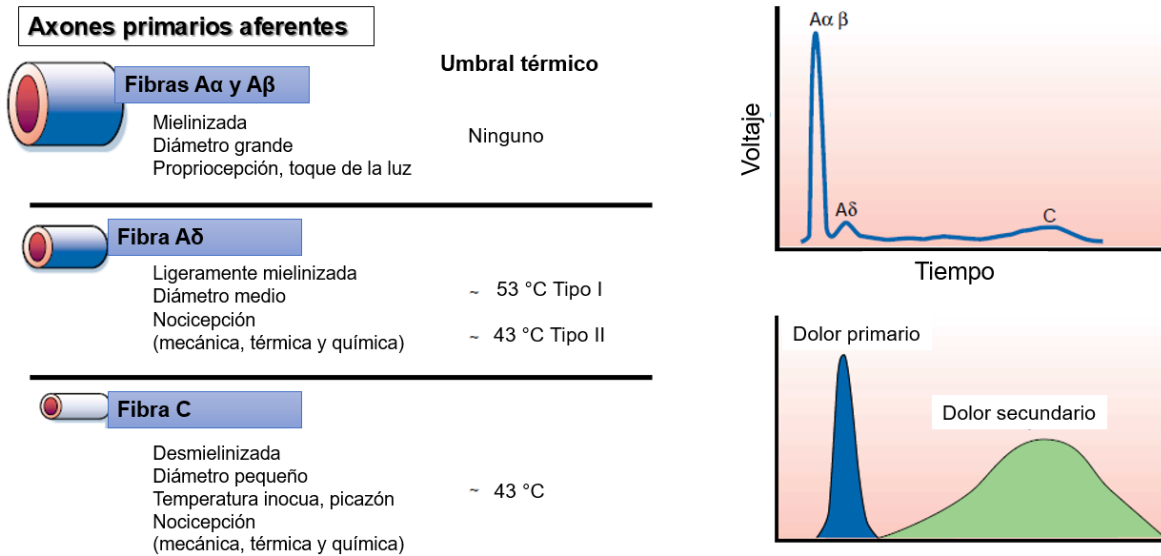 Axones primarios aferentes
Umbral térmico
Fibras Aα y Aβ
Mielinizada
Diámetro grande
Propriocepción, toque de la luz
Ninguno
Fibra Aδ
Ligeramente mielinizada
Diámetro medio
Nocicepción
(mecánica, térmica y química)
~ 53 °C Tipo I
~ 43 °C Tipo II
Fibra C
Desmielinizada
Diámetro pequeño
Temperatura inocua, picazón
Nocicepción
(mecánica, térmica y química)
~ 43 °C
Aα β
Aδ
C
Voltaje
Tiempo
Dolor primario
Dolor secundario